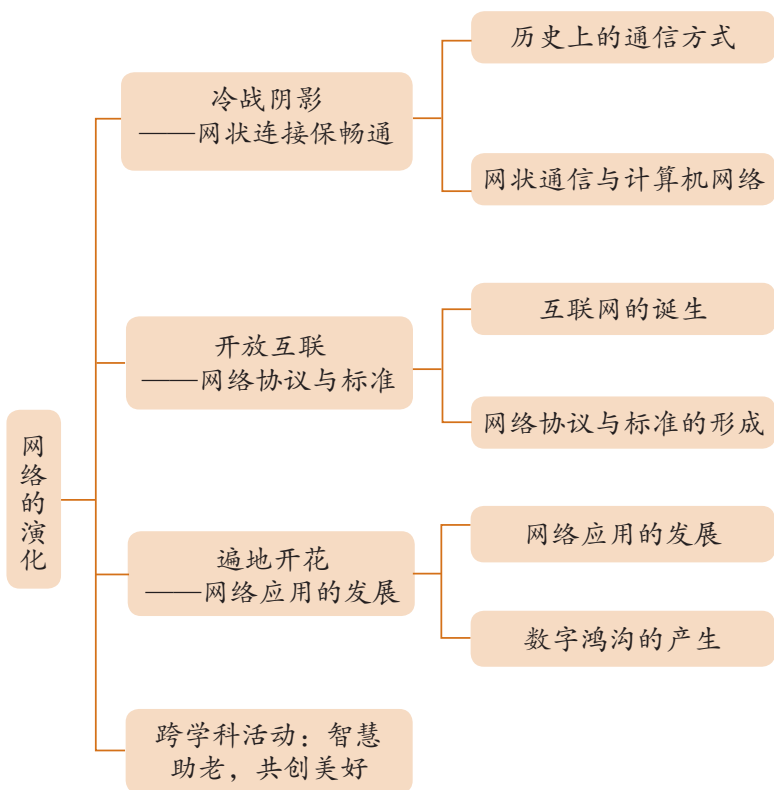 网络的演化
冷战阴影
——网状连接保畅通
历史上的通信方式
网状通信与计算机网络
开放互联
——网络协议与标准
互联网的诞生
网络协议与标准的形成
遍地开花
——网络应用的发展
网络应用的发展
数字鸿沟的产生
跨学科活动：智慧
助老，共创美好